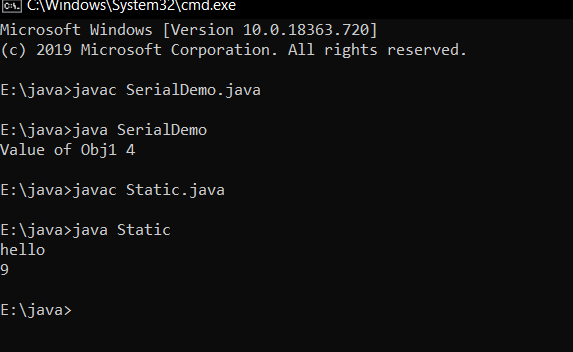 C:\Windows\System32\cmd.exe
Microsoft Windows [Version 10.0.18363.720]
(c) 2019 Microsoft Corporation. All rights reserved.
E:\java>javac SerialDemo.java
E:\java>java SerialDemo
Value of Obj1 4
E:\java>javac Static.java
E:\java>java Static
hello
9
E:\java>